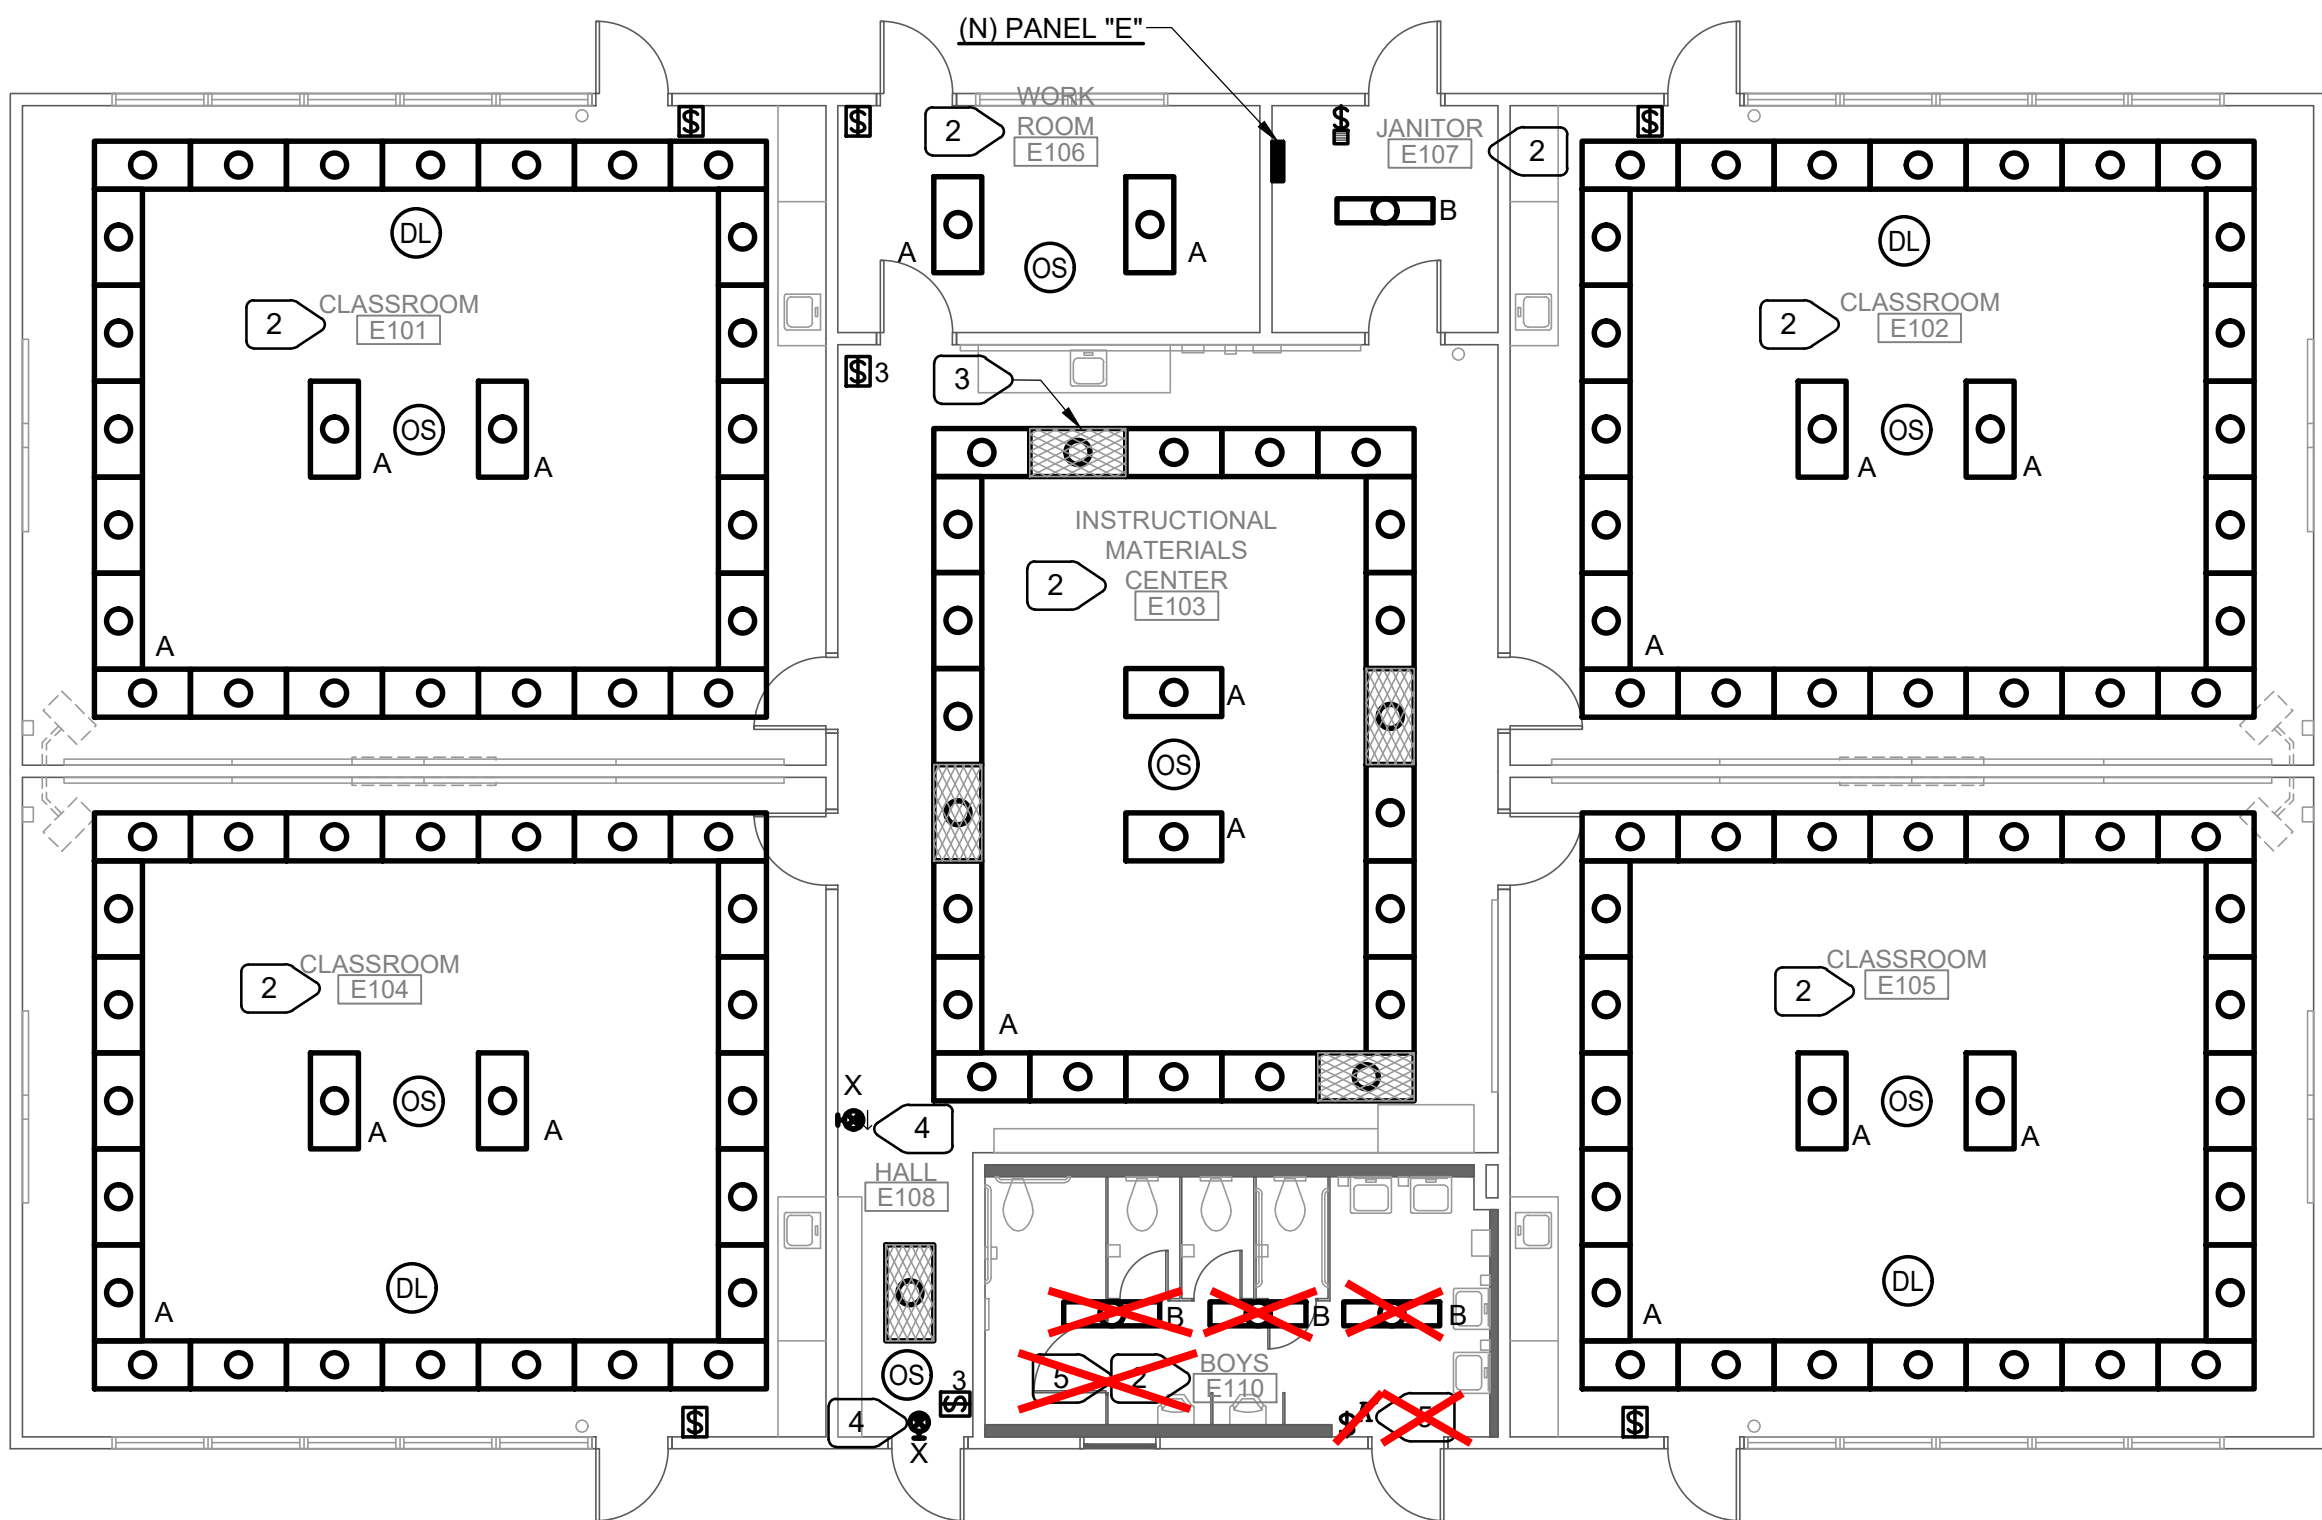 (N) PANEL "E"
$
$
2
WORK
ROOM
E106
$
JANITOR
E107
2
$
A
OS
A
B
DL
2
CLASSROOM
E101
A
OS
A
A
DL
2
CLASSROOM
E102
A
OS
A
A
$ 3
3
INSTRUCTIONAL
MATERIALS
2
CENTER
E103
A
OS
A
A
2
CLASSROOM
E104
A
OS
A
A
DL
2
CLASSROOM
E105
A
OS
A
A
DL
X
4
HALL
E108
B
B
B
OS
3
$
5
2
BOYS
E110
4
X
$
A
5
$
$